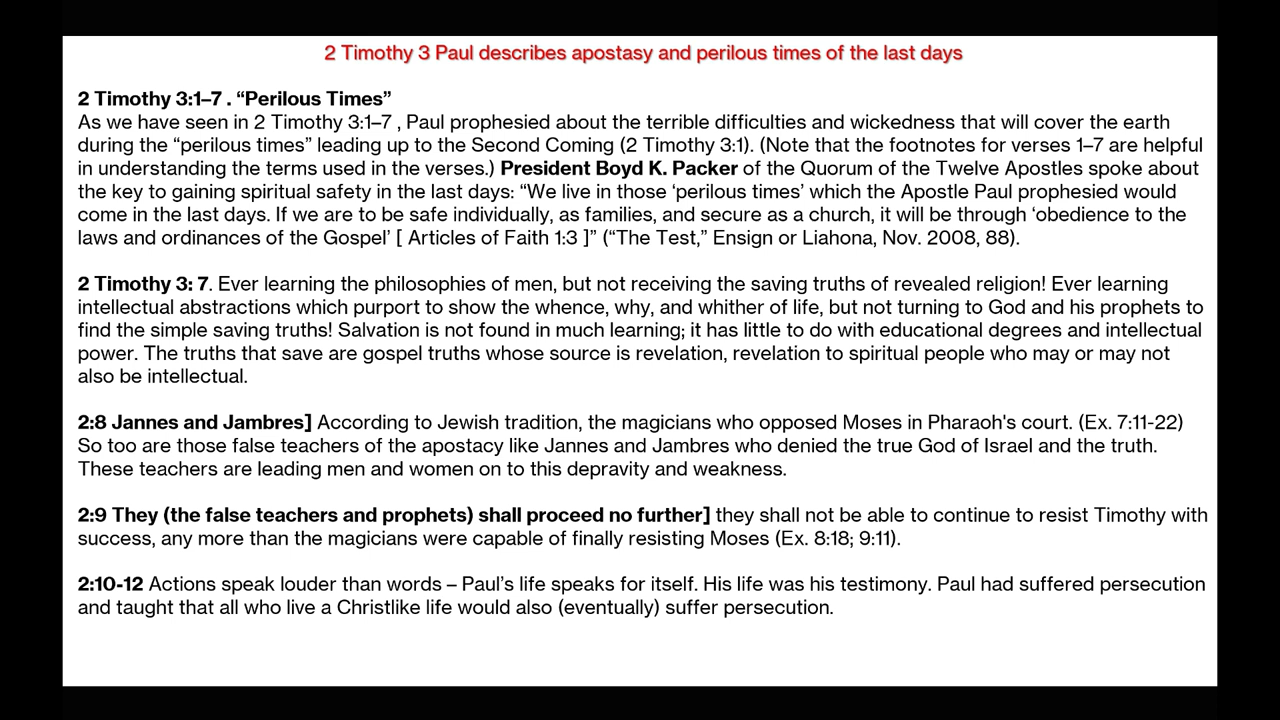 2 Timothy 3 Paul describes apostasy and perilous times of the last days
2 Timothy 3:1–7 . “Perilous Times”
As we have seen in 2 Timothy 3:1–7 , Paul prophesied about the terrible difficulties and wickedness that will cover the earth
during the “perilous times” leading up to the Second Coming (2 Timothy 3:1). (Note that the footnotes for verses 1–7 are helpful
in understanding the terms used in the verses.) President Boyd K. Packer of the Quorum of the Twelve Apostles spoke about
the key to gaining spiritual safety in the last days: “We live in those ‘perilous times’ which the Apostle Paul prophesied would
come in the last days. If we are to be safe individually, as families, and secure as a church, it will be through ‘obedience to the
laws and ordinances of the Gospel’ [ Articles of Faith 1:3 ]” (“The Test,” Ensign or Liahona, Nov. 2008, 88).
2 Timothy 3: 7. Ever learning the philosophies of men, but not receiving the saving truths of revealed religion! Ever learning
intellectual abstractions which purport to show the whence, why, and whither of life, but not turning to God and his prophets to
find the simple saving truths! Salvation is not found in much learning; it has little to do with educational degrees and intellectual
power. The truths that save are gospel truths whose source is revelation, revelation to spiritual people who may or may not
also be intellectual.
2:8 Jannes and Jambres] According to Jewish tradition, the magicians who opposed Moses in Pharaoh's court. (Ex. 7:11-22)
So too are those false teachers of the apostacy like Jannes and Jambres who denied the true God of Israel and the truth.
These teachers are leading men and women on to this depravity and weakness.
2:9 They (the false teachers and prophets) shall proceed no further] they shall not be able to continue to resist Timothy with
success, any more than the magicians were capable of finally resisting Moses (Ex. 8:18; 9:11).
2:10-12 Actions speak louder than words – Paul’s life speaks for itself. His life was his testimony. Paul had suffered persecution
and taught that all who live a Christlike life would also (eventually) suffer persecution.